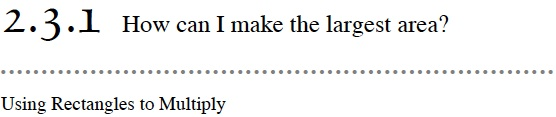 2.3.1 How can I make the largest area?
Using Rectangles to Multiply